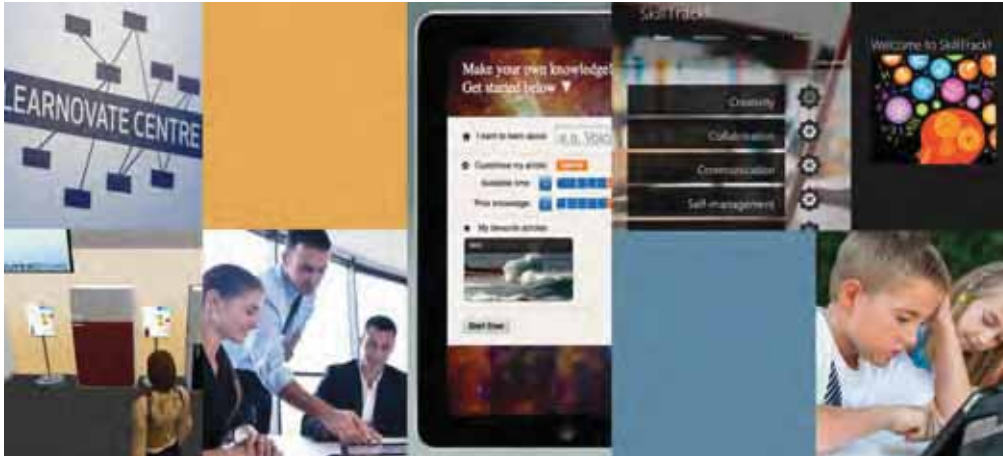 LEARNOVATE CENTRE
Make your own knowledge!
Get started below ▼
I want to learn about
e.g.
Customise my article
Available time
Prior knowledge
My favourite articles
Start Over
SkillTrack!
Creativity
Collaboration
Communication
Self-management
Welcome to SkillTrack!